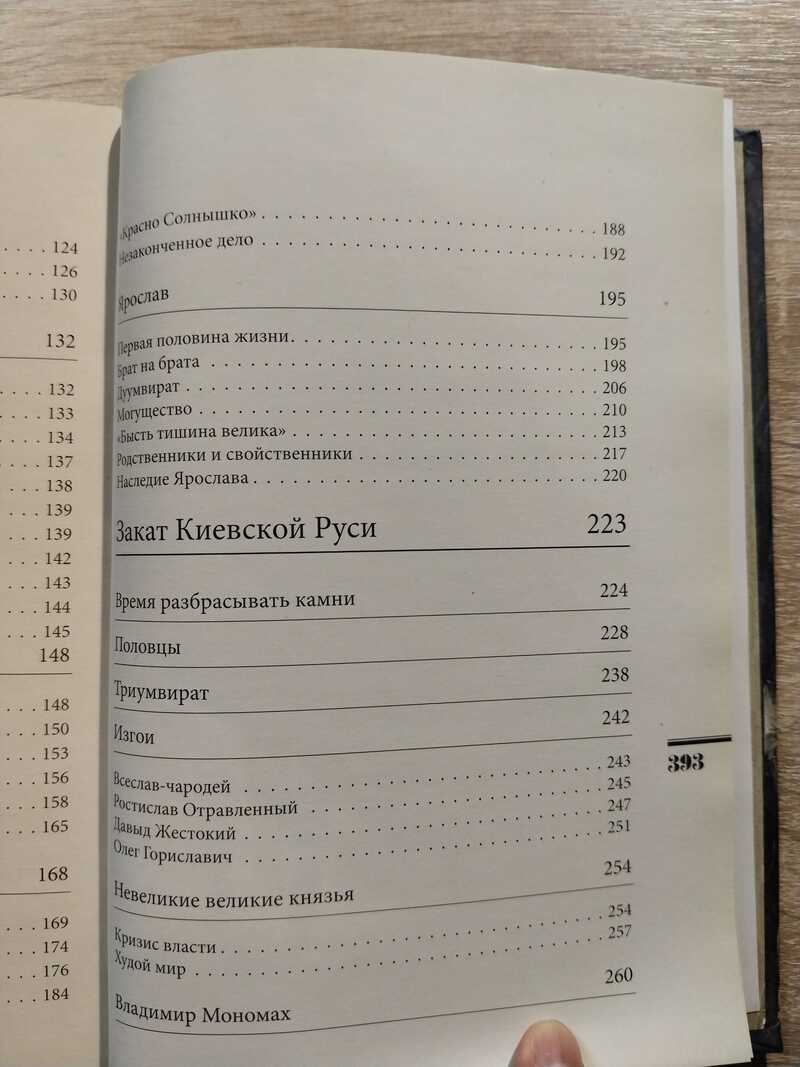 . . . . 124
. . . . 126
. . . . 130
132
. . . . 132
. . . . 133
. . . . 134
. . . . 137
. . . . 138
. . . . 139
. . . . 139
. . . . 142
. . . . 143
. . . . 144
. . . . 145
148
. . . . 148
. . . . 150
. . . . 153
. . . . 156
. . . . 158
. . . . 165
168
. . . . 169
. . . . 174
. . . . 176
. . . . 184
«Красно Солнышко» . . . . 188
Незаконченное дело . . . . 192
Ярослав 195
Первая половина жизни. . . . 195
Брат на брата . . . . 198
Дуумвират . . . . 206
Могущество . . . . 210
«Бысть тишина велика» . . . . 213
Родственники и свойственники . . . . 217
Наследие Ярослава . . . . 220
Закат Киевской Руси 223
Время разбрасывать камни 224
Половцы 228
Триумвират 238
Изгои 242
Всеслав-чародей . . . . 243
Ростислав Отравленный . . . . 245
Давыд Жестокий . . . . 247
Олег Гориславич . . . . 251
Невеликие великие князья 254
Кризис власти . . . . 254
Худой мир . . . . 257
Владимир Мономах 260
393